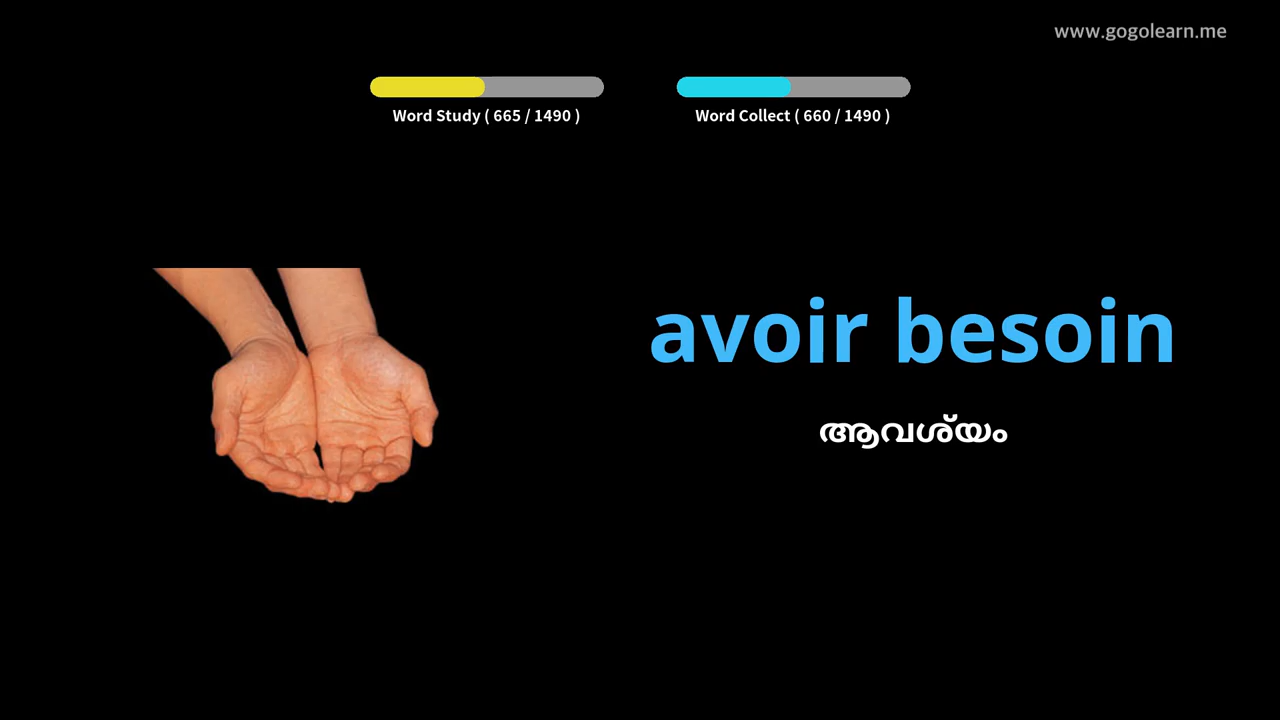 www.gogolearn.me
Word Study ( 665 / 1490 )
Word Collect ( 660 / 1490 )
avoir besoin
ആവശ്യം